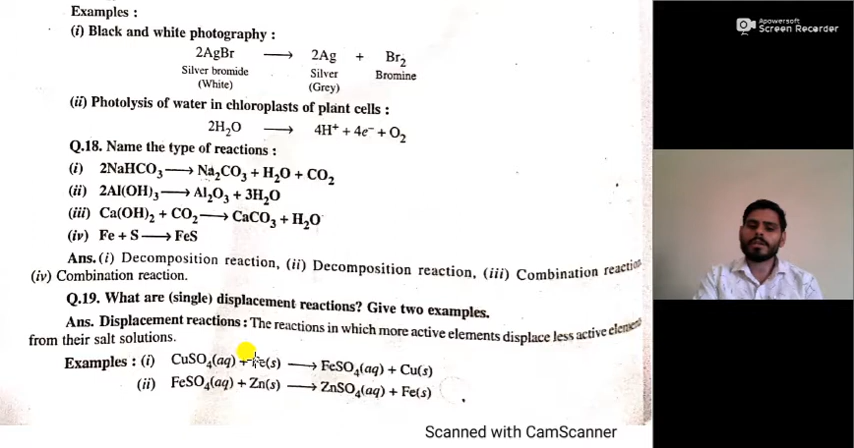 Examples :
(i) Black and white photography :
2AgBr ⟶ 2Ag + Br₂
Silver bromide Silver Bromine
(White) (Grey)
(ii) Photolysis of water in chloroplasts of plant cells :
2H₂O ⟶ 4H⁺ + 4e⁻ + O₂
Q.18. Name the type of reactions :
(i) 2NaHCO₃ ⟶ Na₂CO₃ + H₂O + CO₂
(ii) 2Al(OH)₃ ⟶ Al₂O₃ + 3H₂O
(iii) Ca(OH)₂ + CO₂ ⟶ CaCO₃ + H₂O
(iv) Fe + S ⟶ FeS
Ans. (i) Decomposition reaction, (ii) Decomposition reaction, (iii) Combination reaction
(iv) Combination reaction.
Q.19. What are (single) displacement reactions? Give two examples.
Ans. Displacement reactions : The reactions in which more active elements displace less active element
from their salt solutions.
Examples : (i) CuSO₄(aq) + Fe(s) ⟶ FeSO₄(aq) + Cu(s)
(ii) FeSO₄(aq) + Zn(s) ⟶ ZnSO₄(aq) + Fe(s)
Scanned with CamScanner
Apowersoft
Screen Recorder